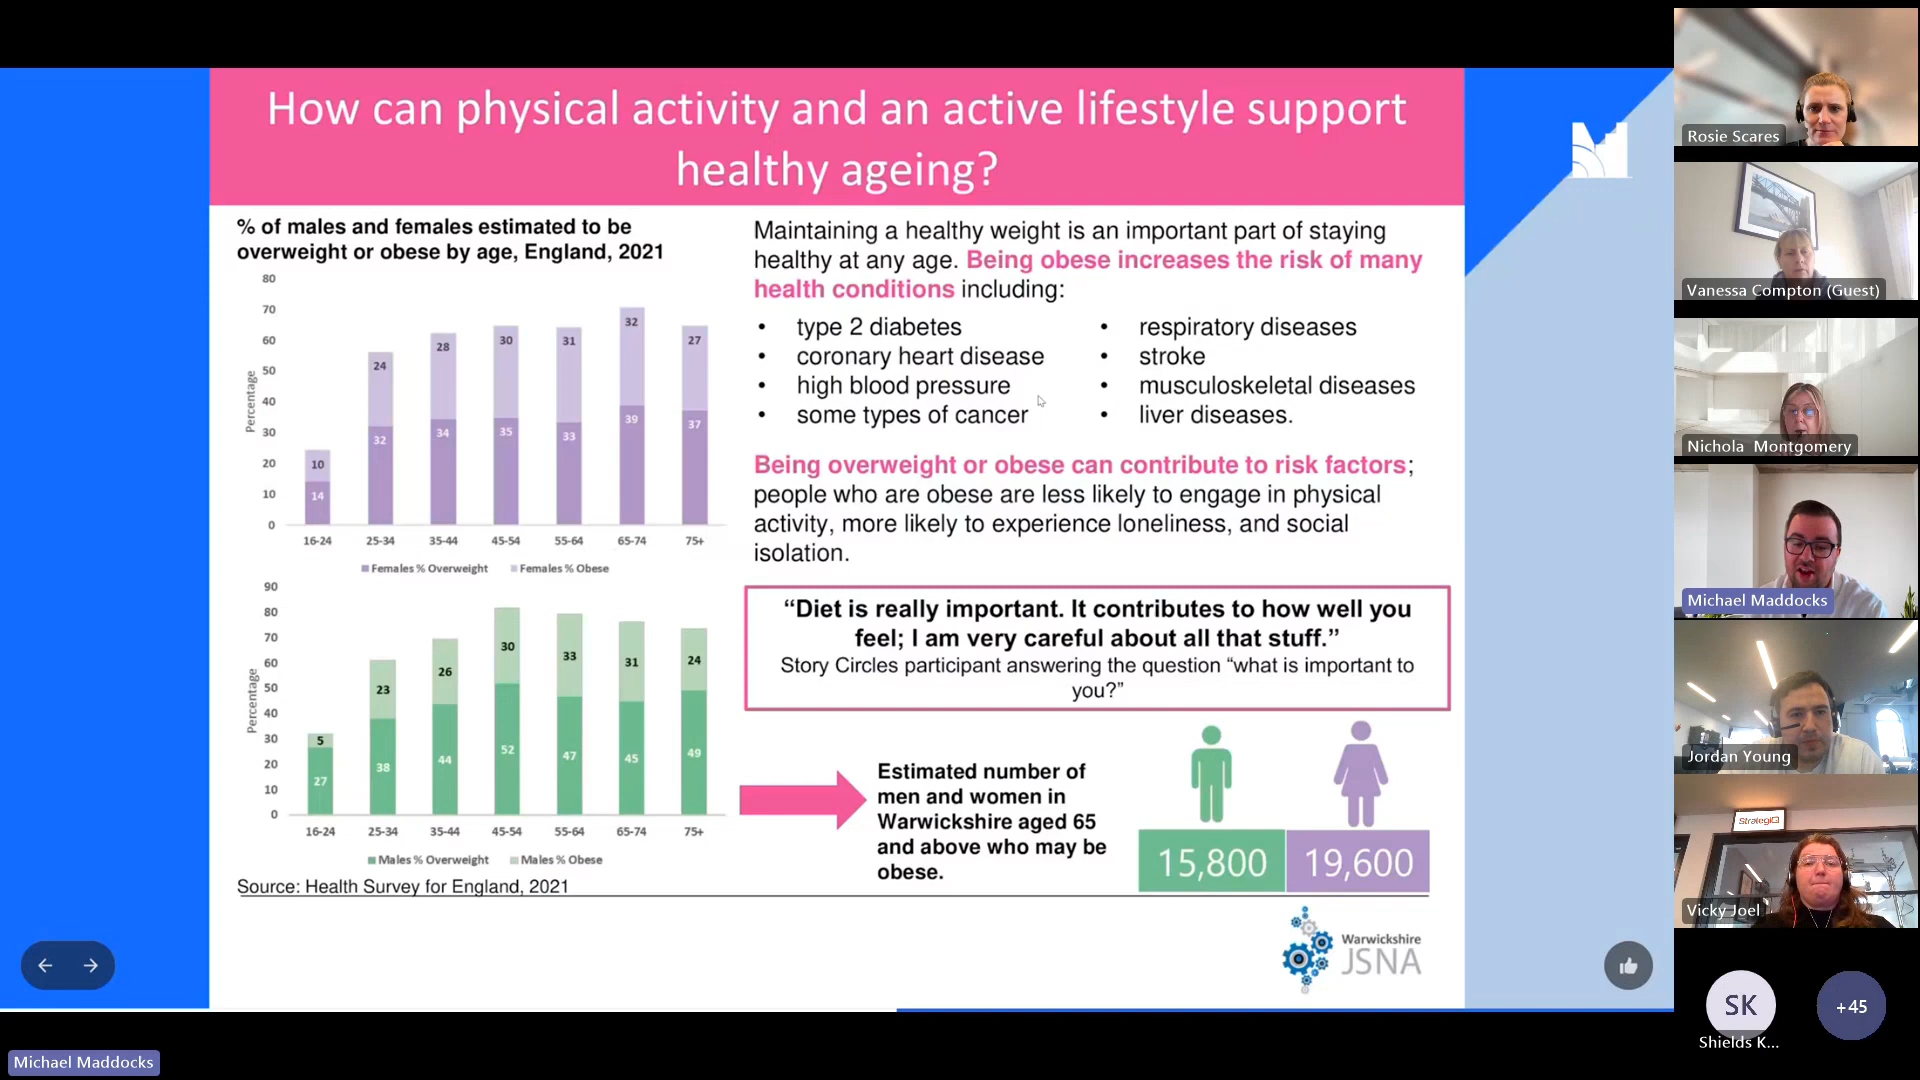 How can physical activity and an active lifestyle support
healthy ageing?
% of males and females estimated to be
overweight or obese by age, England, 2021
80
70
60
50
40
30
20
10
0
Percentage
10
14
24
32
28
34
30
35
31
33
32
39
27
37
16-24
25-34
35-44
45-54
55-64
65-74
75+
Females % Overweight
Females % Obese
90
80
70
60
50
40
30
20
10
0
Percentage
5
27
23
38
26
44
30
52
33
47
31
45
24
49
16-24
25-34
35-44
45-54
55-64
65-74
75+
Males % Overweight
Males % Obese
Source: Health Survey for England, 2021
Maintaining a healthy weight is an important part of staying
healthy at any age. Being obese increases the risk of many
health conditions including:
• type 2 diabetes
• coronary heart disease
• high blood pressure
• some types of cancer
• respiratory diseases
• stroke
• musculoskeletal diseases
• liver diseases.
Being overweight or obese can contribute to risk factors;
people who are obese are less likely to engage in physical
activity, more likely to experience loneliness, and social
isolation.
“Diet is really important. It contributes to how well you
feel; I am very careful about all that stuff.”
Story Circles participant answering the question “what is important to
you?”
Estimated number of
men and women in
Warwickshire aged 65
and above who may be
obese.
15,800
19,600
Warwickshire
JSNA
Rosie Scares
Vanessa Compton (Guest)
Nichola Montgomery
Michael Maddocks
Jordan Young
StrategiQ
Vicky Joel
SK
Shields K...
+45
Michael Maddocks